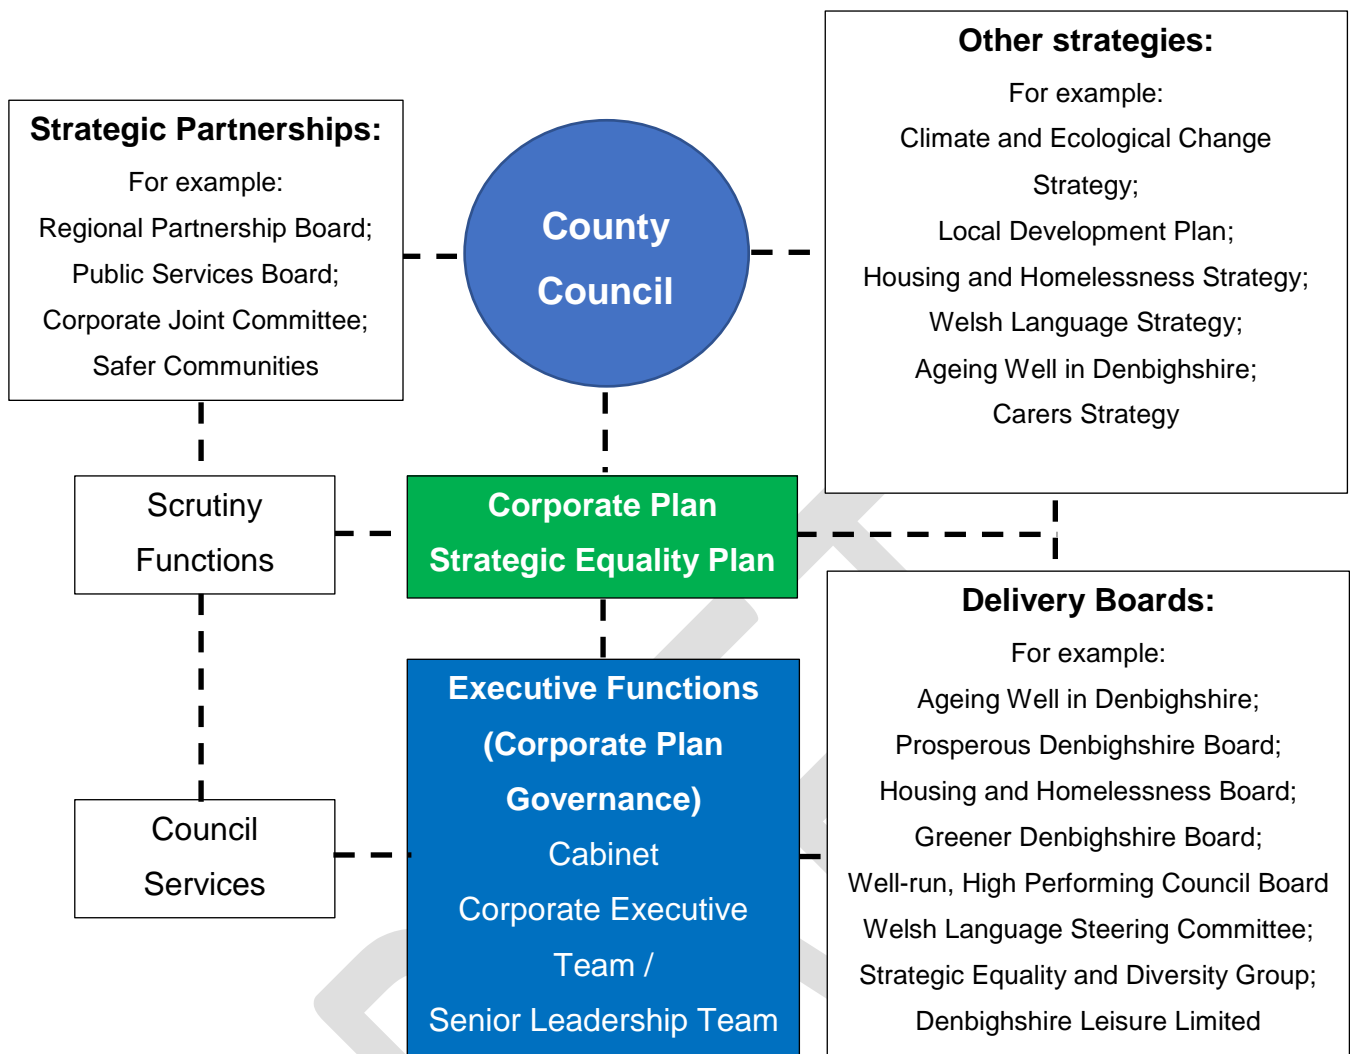 Strategic Partnerships:
For example:
Regional Partnership Board;
Public Services Board;
Corporate Joint Committee;
Safer Communities
County
Council
Other strategies:
For example:
Climate and Ecological Change
Strategy;
Local Development Plan;
Housing and Homelessness Strategy;
Welsh Language Strategy;
Ageing Well in Denbighshire;
Carers Strategy
Scrutiny
Functions
Corporate Plan
Strategic Equality Plan
Council
Services
Executive Functions
(Corporate Plan
Governance)
Cabinet
Corporate Executive
Team /
Senior Leadership Team
Delivery Boards:
For example:
Ageing Well in Denbighshire;
Prosperous Denbighshire Board;
Housing and Homelessness Board;
Greener Denbighshire Board;
Well-run, High Performing Council Board
Welsh Language Steering Committee;
Strategic Equality and Diversity Group;
Denbighshire Leisure Limited